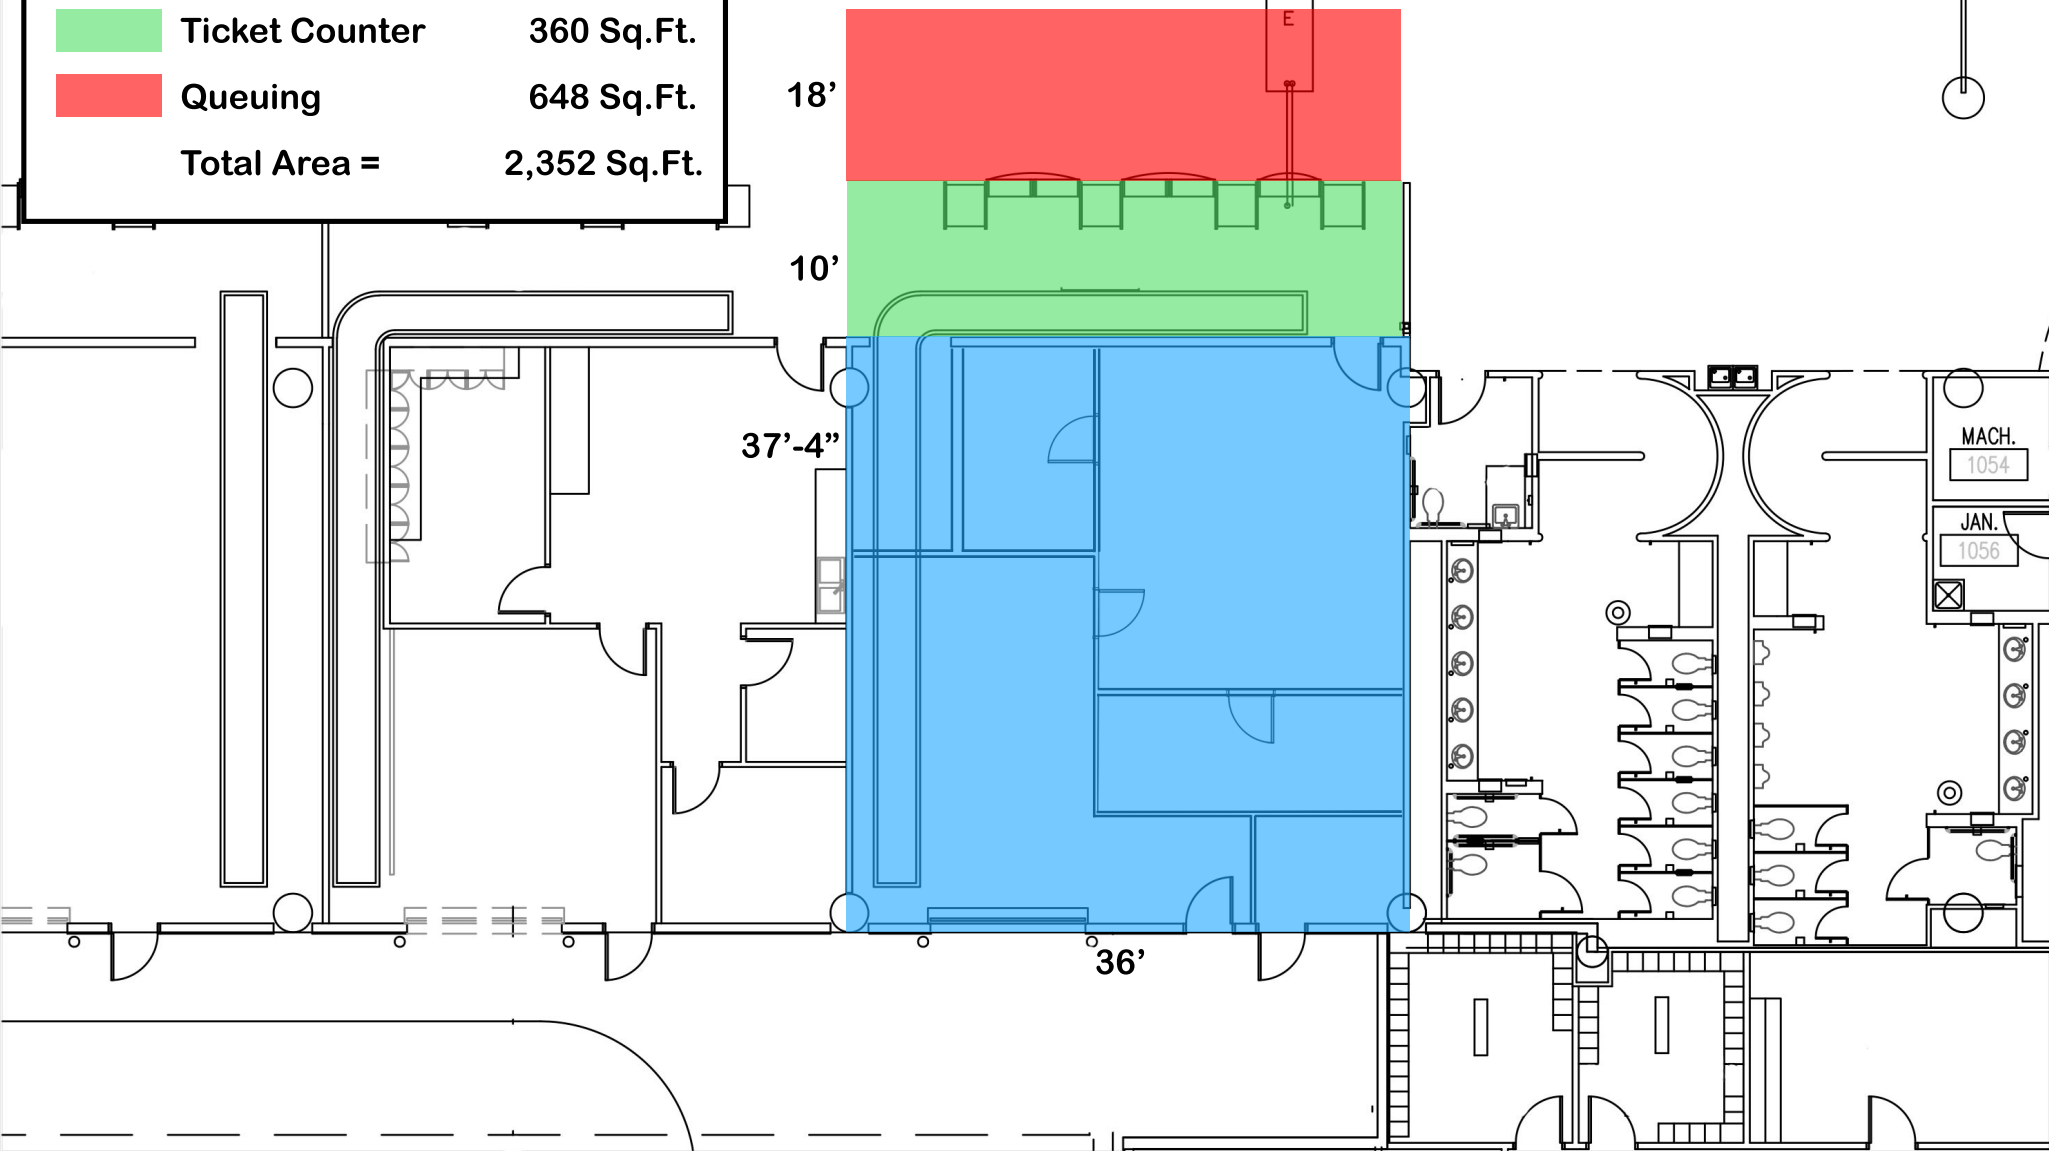 Ticket Counter 360 Sq.Ft.
Queuing 648 Sq.Ft.
Total Area = 2,352 Sq.Ft.
E
18’
10’
37’-4”
MACH.
1054
JAN.
1056
36’